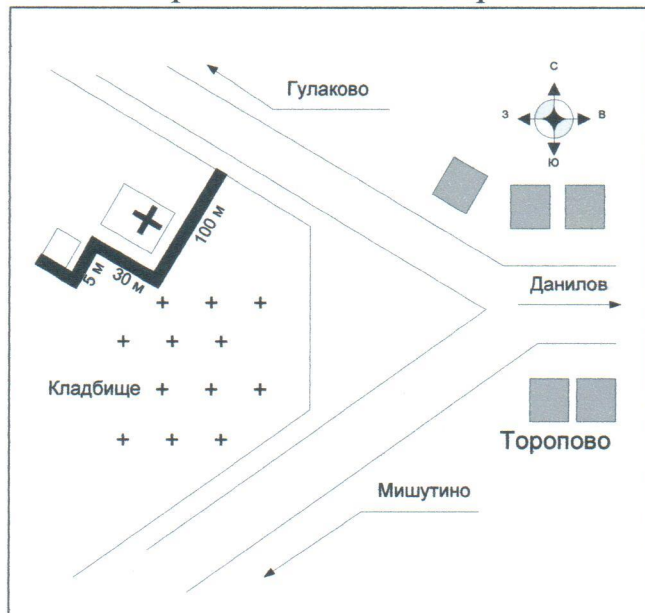 Гулаково
с
з
в
ю
100 м
5 м
30 м
Данилов
Кладбище
Торопово
Мишутино